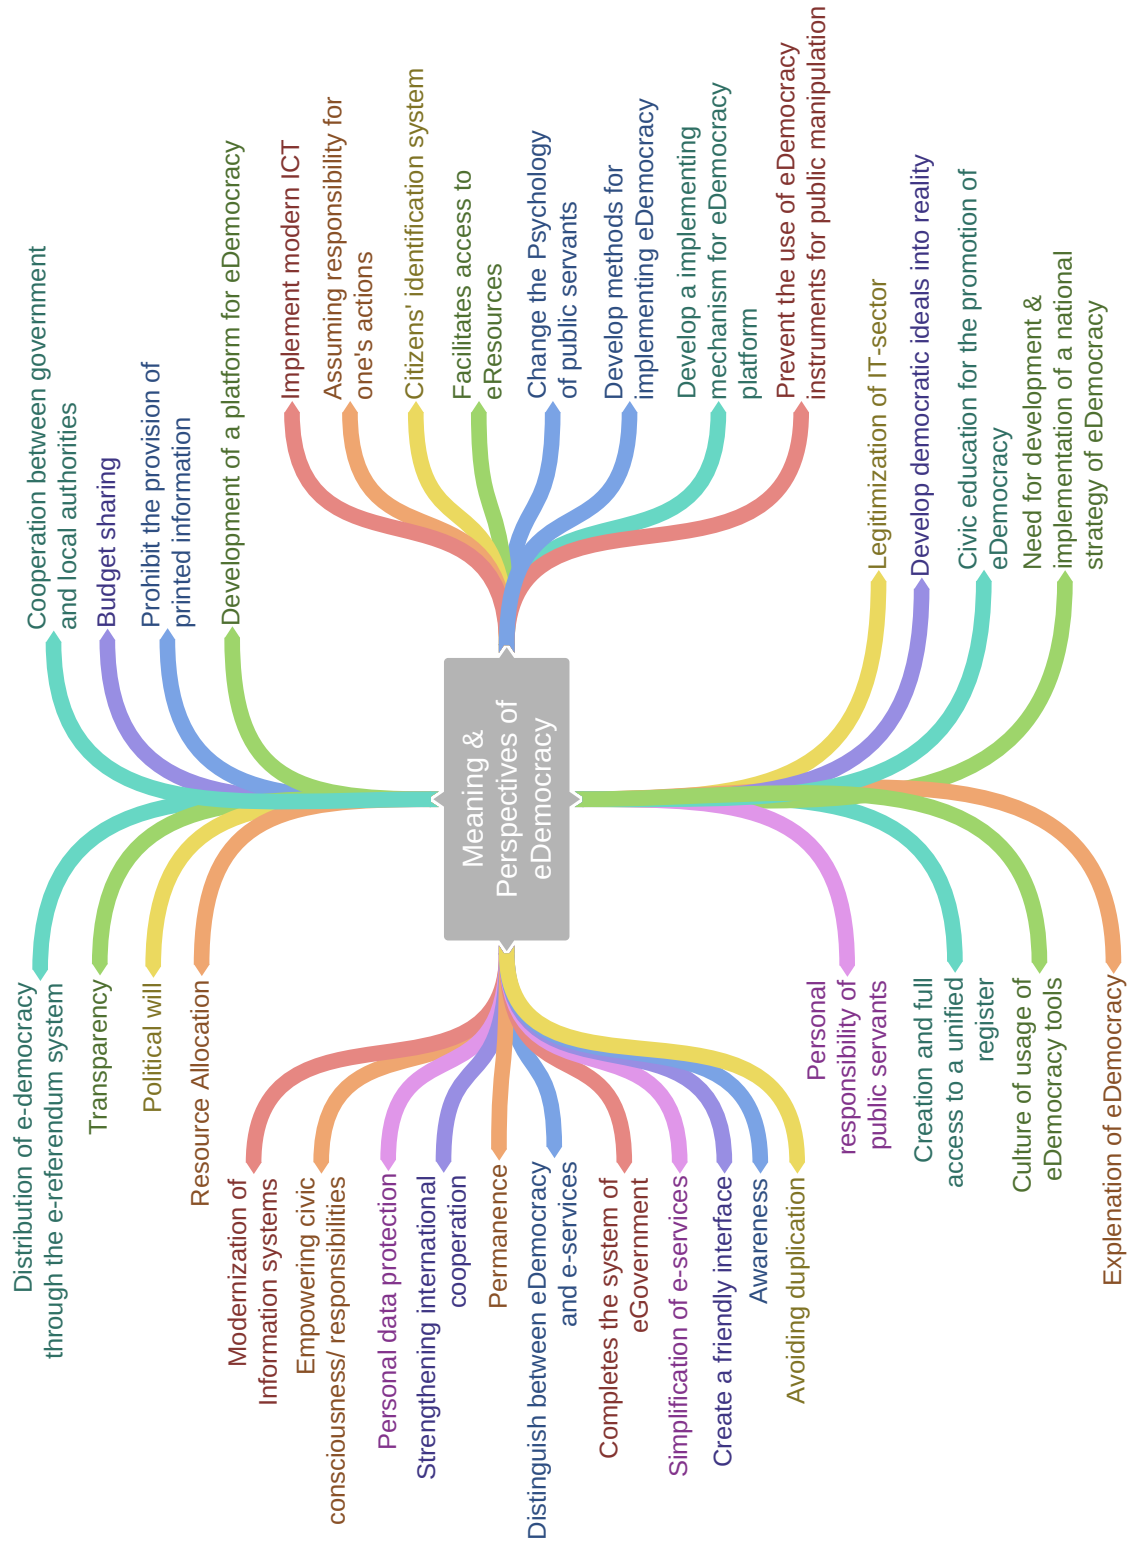 Meaning &
Perspectives of
eDemocracy
Cooperation between government
and local authorities
Budget sharing
Prohibit the provision of
printed information
Development of a platform for eDemocracy
Implement modern ICT
Assuming responsibility for
one's actions
Citizens' identification system
Facilitates access to
eResources
Change the Psychology
of public servants
Develop methods for
implementing eDemocracy
Develop a implementing
mechanism for eDemocracy
platform
Prevent the use of eDemocracy
instruments for public manipulation
Legitimization of IT-sector
Develop democratic ideals into reality
Civic education for the promotion of
eDemocracy
Need for development &
implementation of a national
strategy of eDemocracy
Distribution of e-democracy
through the e-referendum system
Transparency
Political will
Resource Allocation
Modernization of
Information systems
Empowering civic
consciousness/ responsibilities
Personal data protection
Strengthening international
cooperation
Permanence
Distinguish between eDemocracy
and e-services
Completes the system of
eGovernment
Simplification of e-services
Create a friendly interface
Awareness
Avoiding duplication
Personal
responsibility of
public servants
Creation and full
access to a unified
register
Culture of usage of
eDemocracy tools
Explenation of eDemocracy